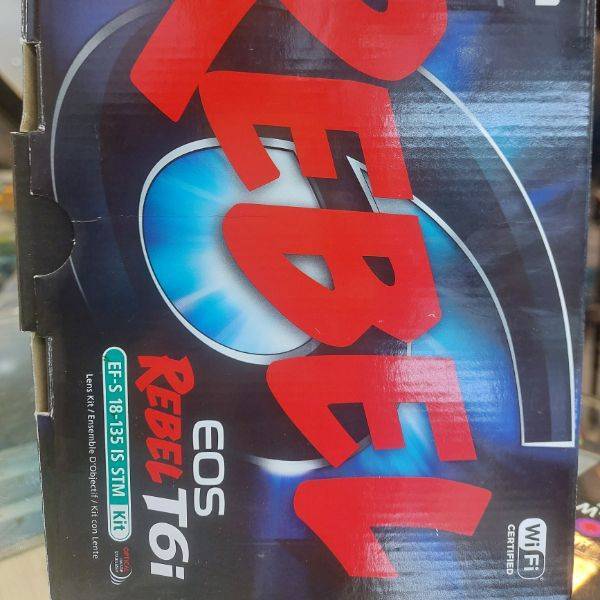 REBEL
EOS
REBEL T6i
EF-S 18-135 IS STM Kit
Lens Kit / Ensemble D'Objectif / Kit con Lente
Wi Fi
CERTIFIED